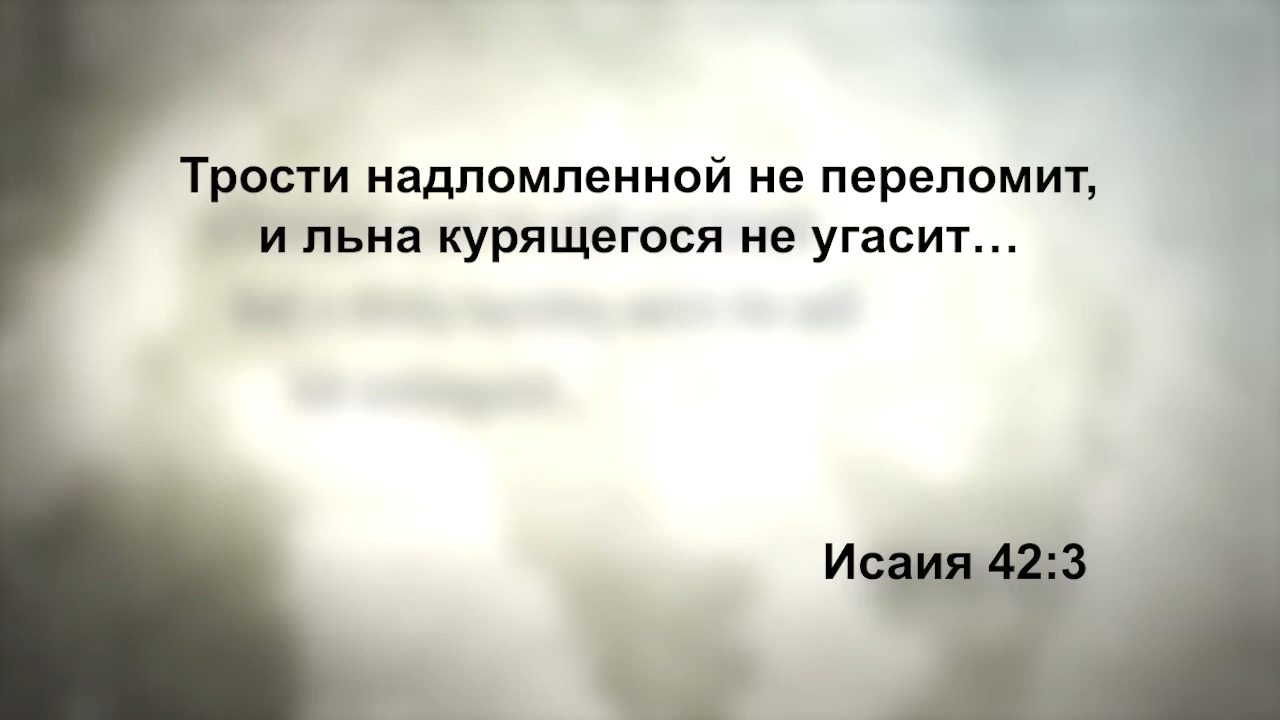 Трости надломленной не переломит,
и льна курящегося не угасит…
Исаия 42:3